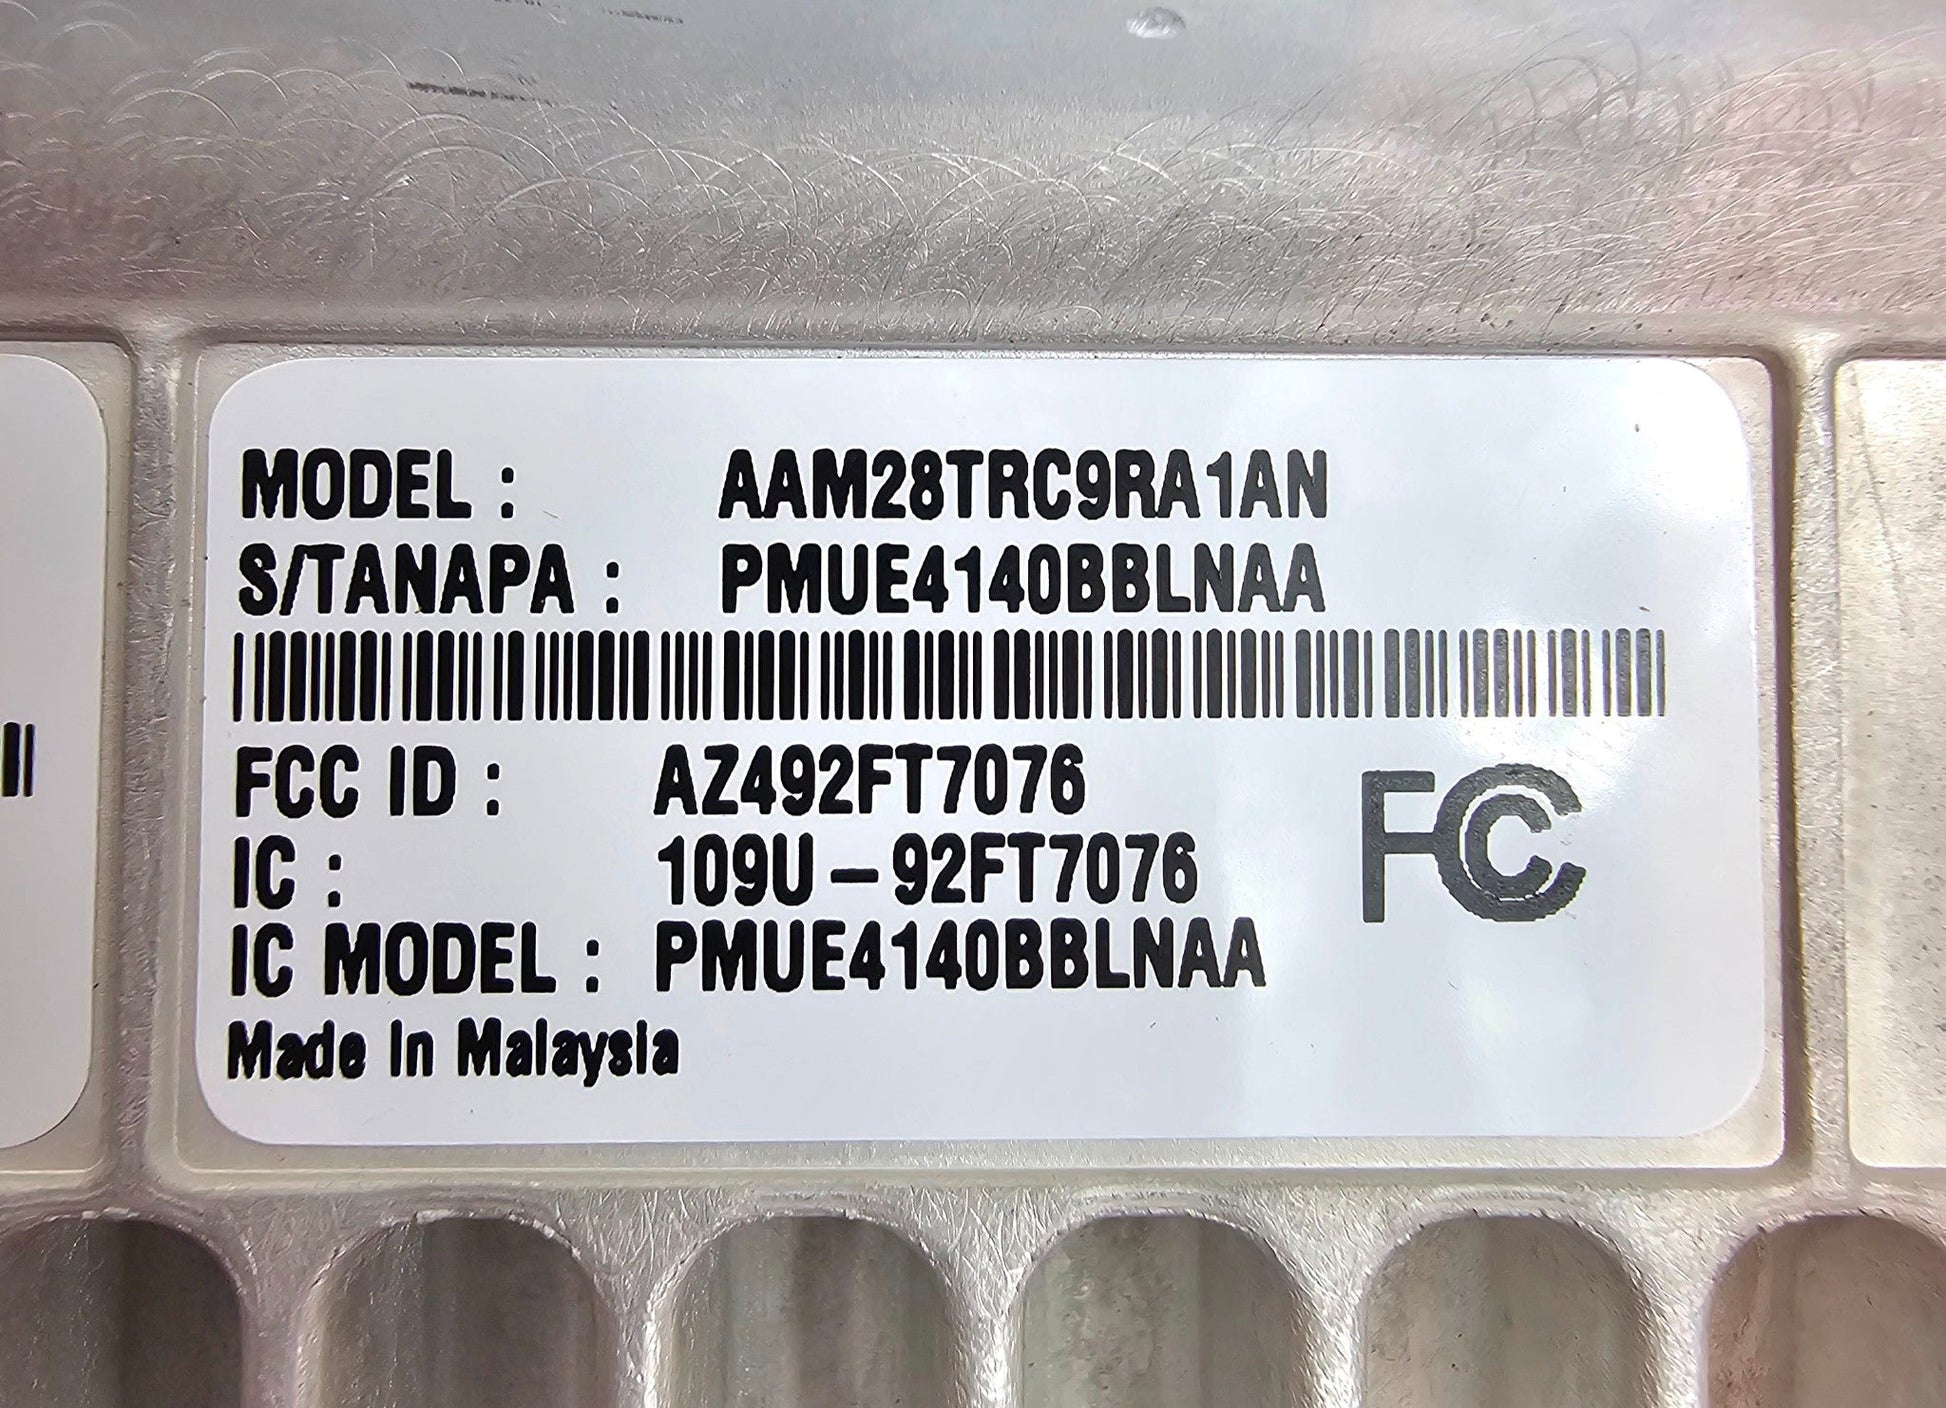 MODEL : AAM28TRC9RA1AN
S/TANAPA : PMUE4140BBLNAA
FCC ID : AZ492FT7076
IC : 109U-92FT7076
IC MODEL : PMUE4140BBLNAA
Made In Malaysia
FC